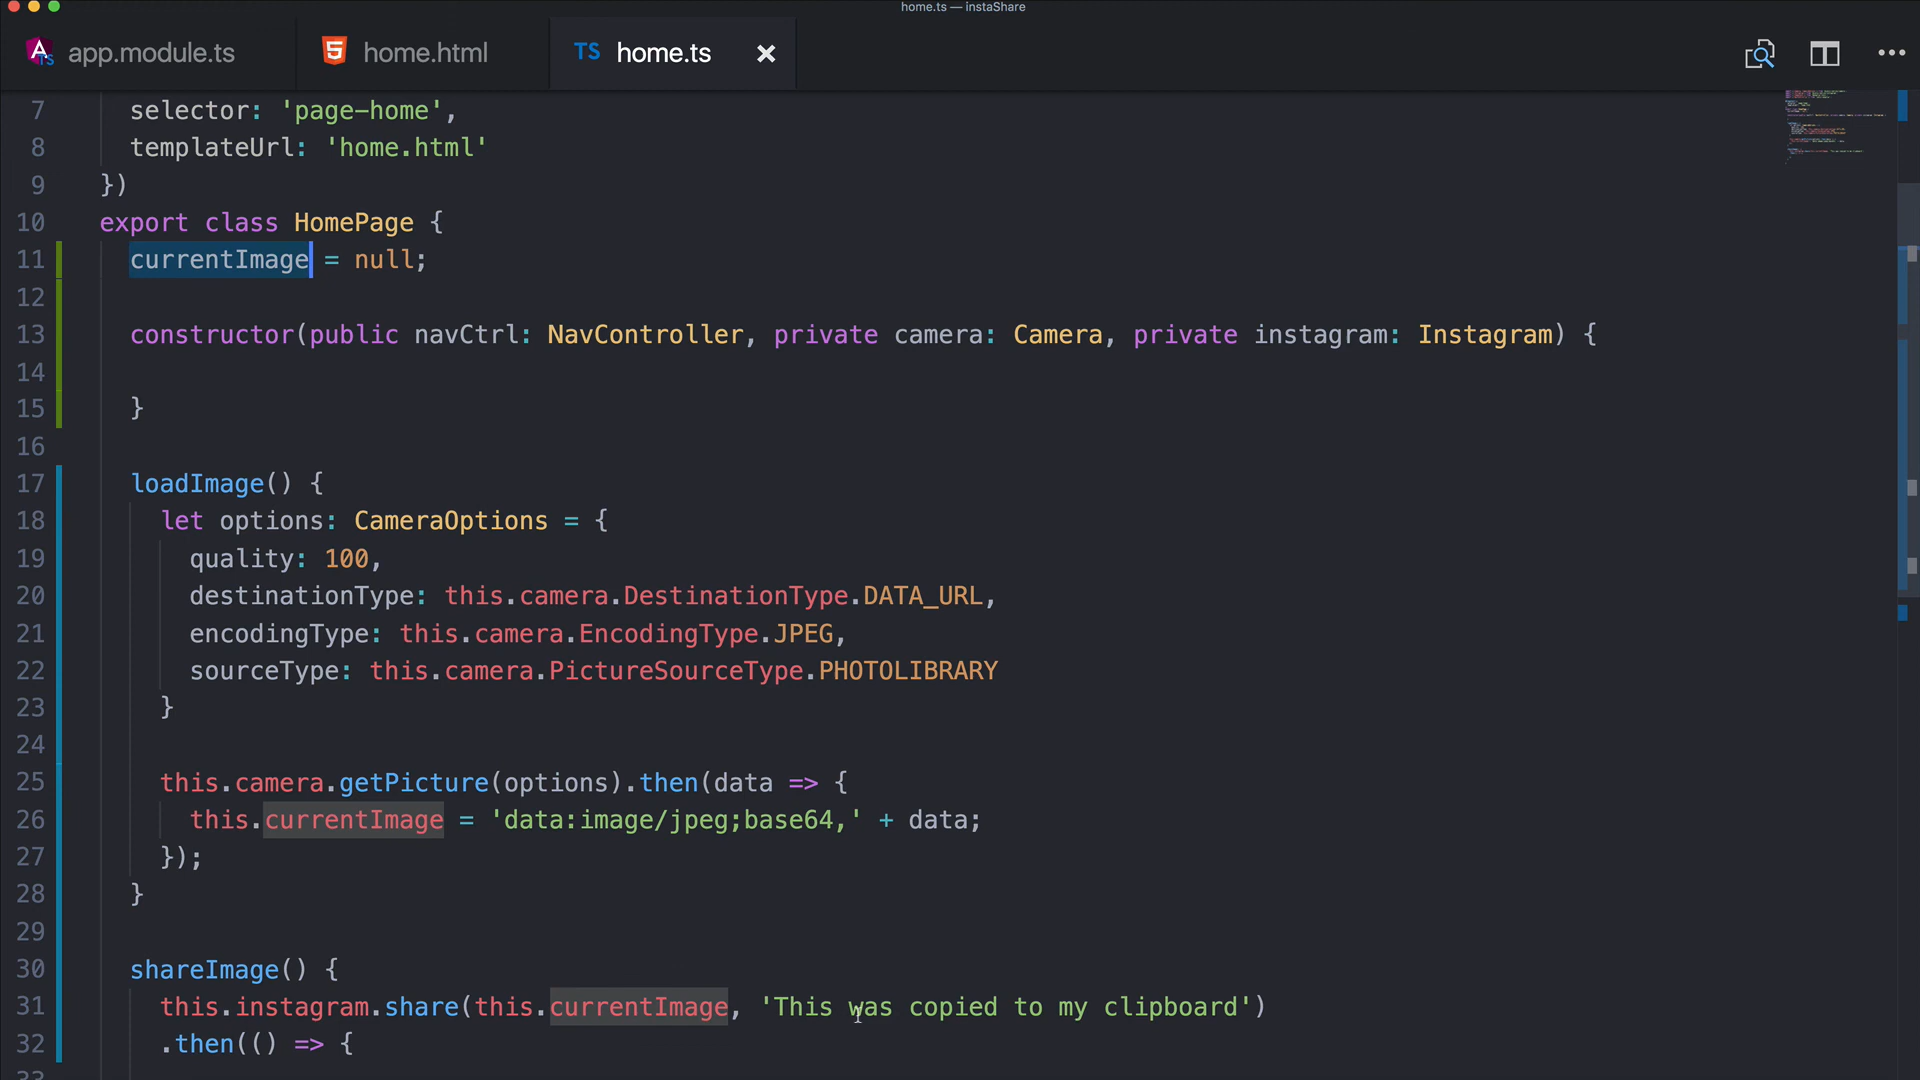 home.ts — instaShare
app.module.ts
home.html
TS home.ts
7 selector: 'page-home',
8 templateUrl: 'home.html'
9 })
10 export class HomePage {
11 currentImage = null;
12
13 constructor(public navCtrl: NavController, private camera: Camera, private instagram: Instagram) {
14
15 }
16
17 loadImage() {
18 let options: CameraOptions = {
19 quality: 100,
20 destinationType: this.camera.DestinationType.DATA_URL,
21 encodingType: this.camera.EncodingType.JPEG,
22 sourceType: this.camera.PictureSourceType.PHOTOLIBRARY
23 }
24
25 this.camera.getPicture(options).then(data => {
26 this.currentImage = 'data:image/jpeg;base64,' + data;
27 });
28 }
29
30 shareImage() {
31 this.instagram.share(this.currentImage, 'This was copied to my clipboard')
32 .then(() => {
33